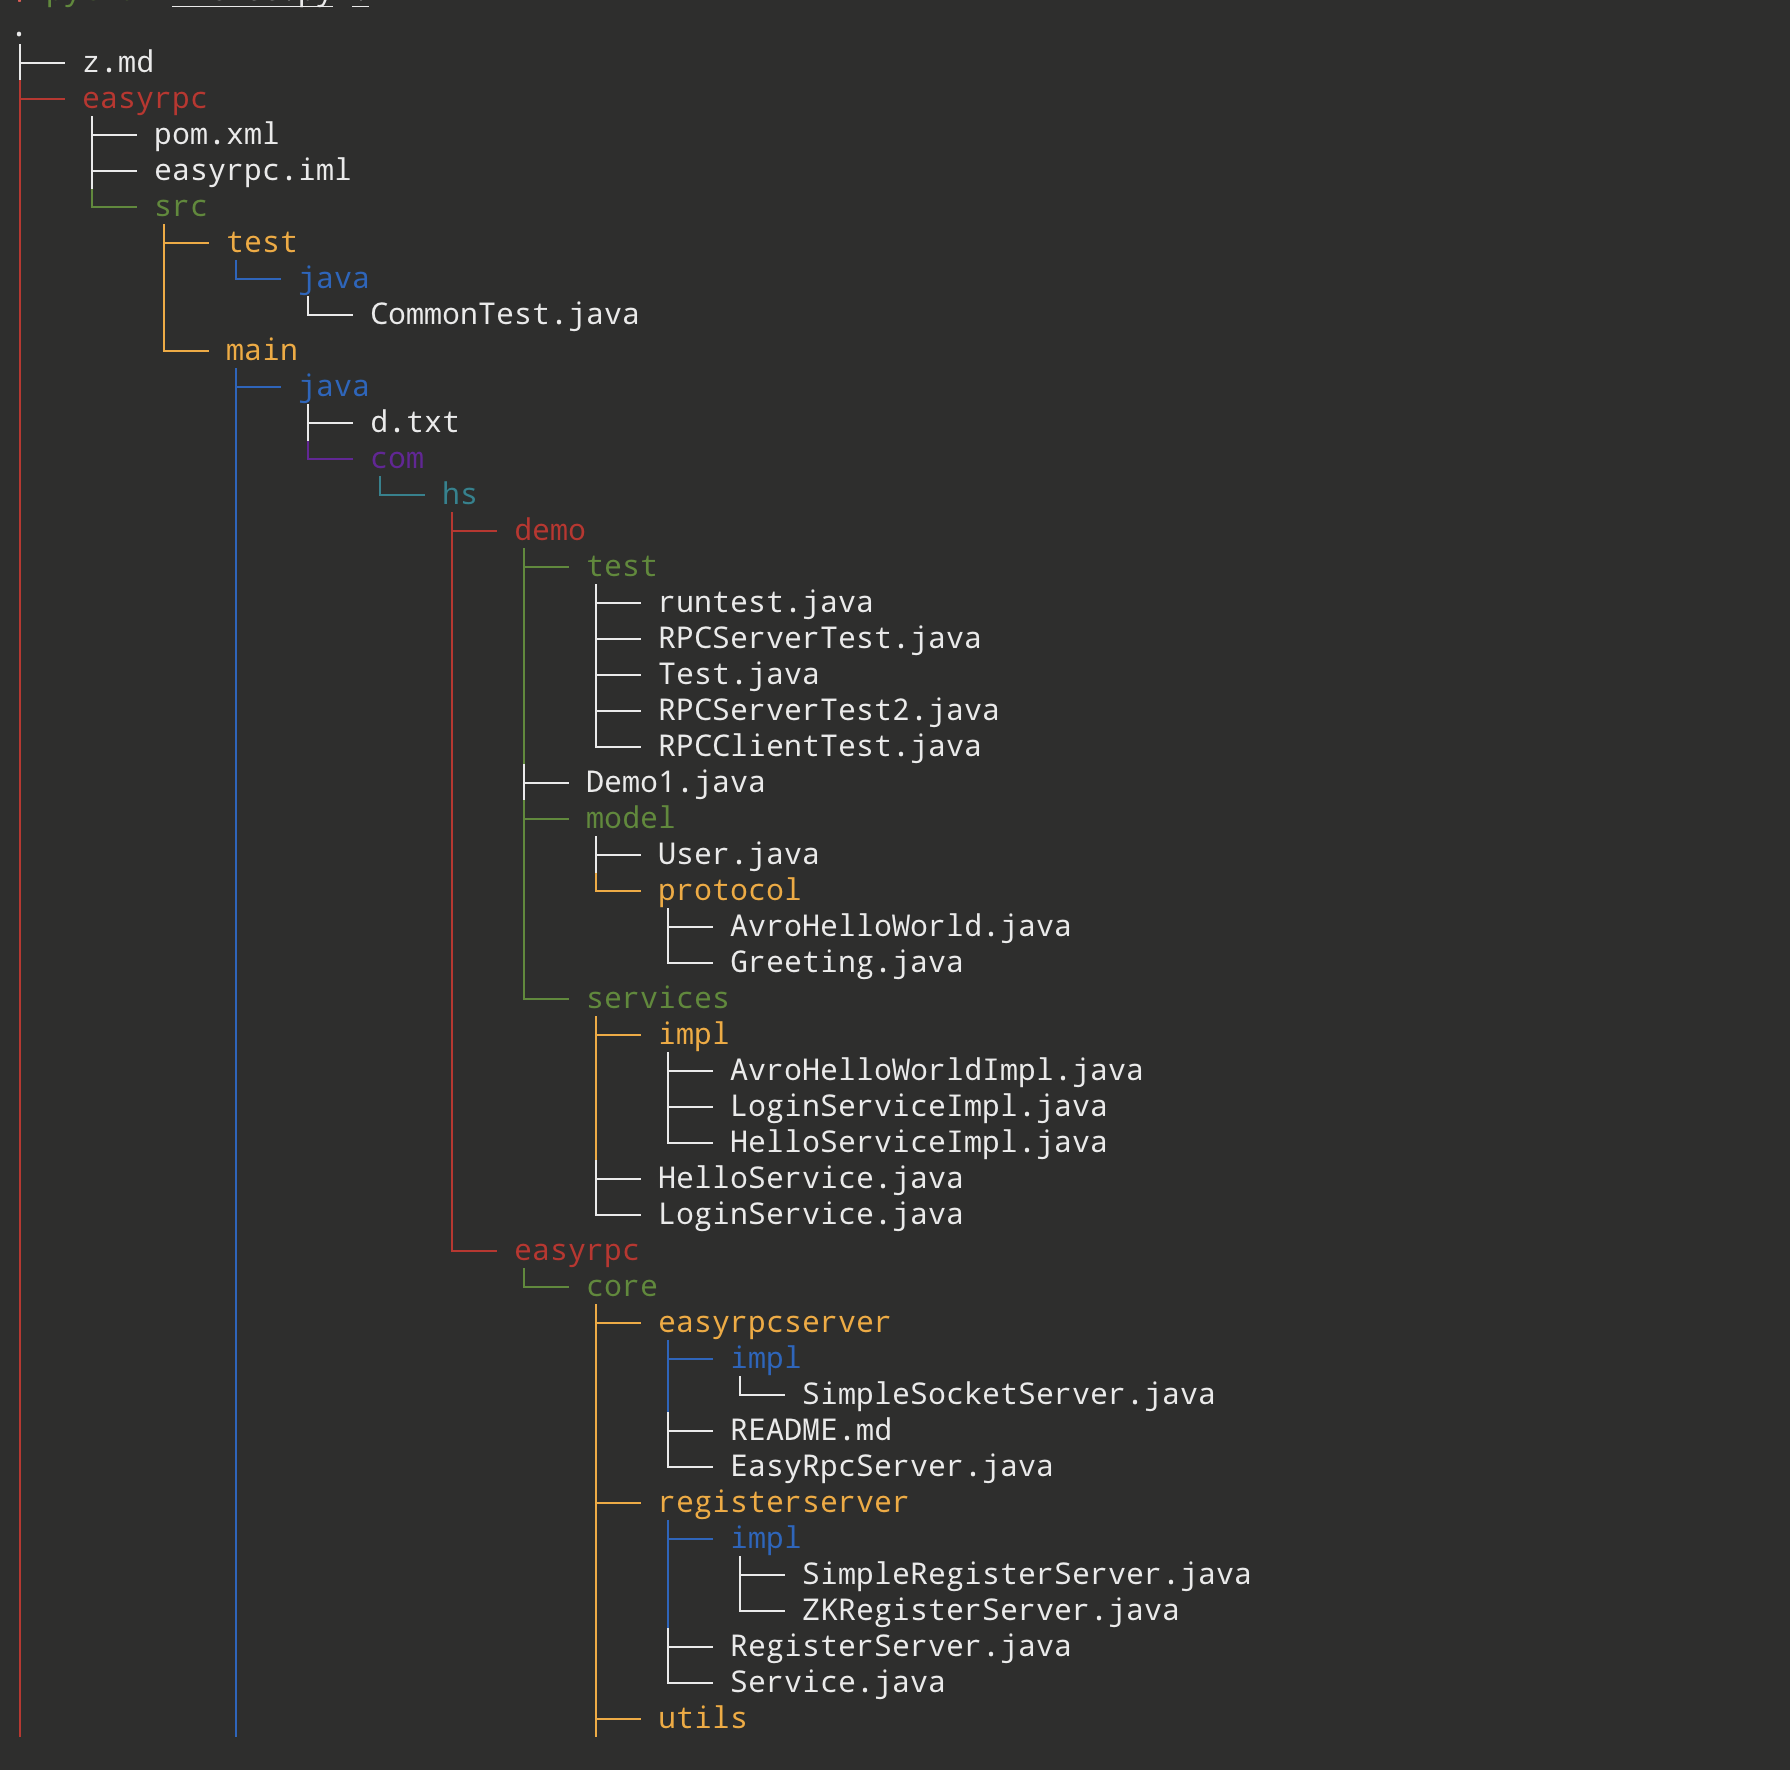 .
├── z.md
├── easyrpc
    ├── pom.xml
    ├── easyrpc.iml
    └── src
        ├── test
        │   └── java
        │       └── CommonTest.java
        └── main
            ├── java
            │   ├── d.txt
            │   └── com
            │       └── hs
            │           ├── demo
            │           │   ├── test
            │           │   │   ├── runtest.java
            │           │   │   ├── RPCServerTest.java
            │           │   │   ├── Test.java
            │           │   │   ├── RPCServerTest2.java
            │           │   │   └── RPCClientTest.java
            │           │   ├── Demo1.java
            │           │   ├── model
            │           │   │   ├── User.java
            │           │   │   └── protocol
            │           │   │       ├── AvroHelloWorld.java
            │           │   │       └── Greeting.java
            │           │   └── services
            │           │       ├── impl
            │           │       │   ├── AvroHelloWorldImpl.java
            │           │       │   ├── LoginServiceImpl.java
            │           │       │   └── HelloServiceImpl.java
            │           │       ├── HelloService.java
            │           │       └── LoginService.java
            │           └── easyrpc
            │               └── core
            │                   ├── easyrpcserver
            │                   │   ├── impl
            │                   │   │   └── SimpleSocketServer.java
            │                   │   ├── README.md
            │                   │   └── EasyRpcServer.java
            │                   ├── registerserver
            │                   │   ├── impl
            │                   │   │   ├── SimpleRegisterServer.java
            │                   │   │   └── ZKRegisterServer.java
            │                   │   ├── RegisterServer.java
            │                   │   └── Service.java
            │                   ├── utils